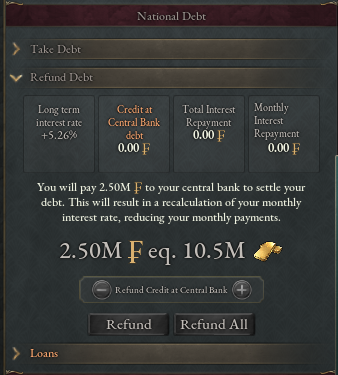 National Debt
Take Debt
Refund Debt
Long term
interest rate
+5.26%
Credit at
Central Bank
debt
0.00 ₣
Total Interest
Repayment
0.00 ₣
Monthly
Interest
Repayment
0.00 ₣
You will pay 2.50M ₣ to your central bank to settle your
debt. This will result in a recalculation of your monthly
interest rate, reducing your monthly payments.
2.50M ₣ eq. 10.5M
Refund Credit at Central Bank
Refund
Refund All
Loans